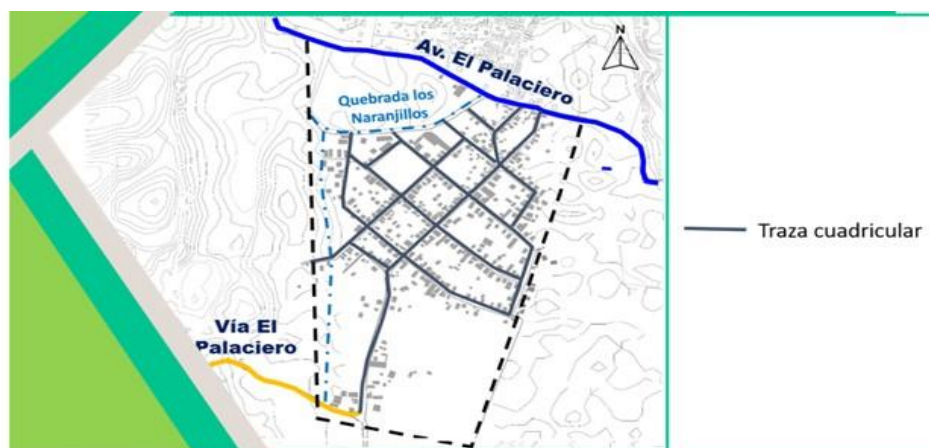 N
Av. El Palaciero
Quebrada los
Naranjillos
Traza cuadricular
Vía El
Palaciero